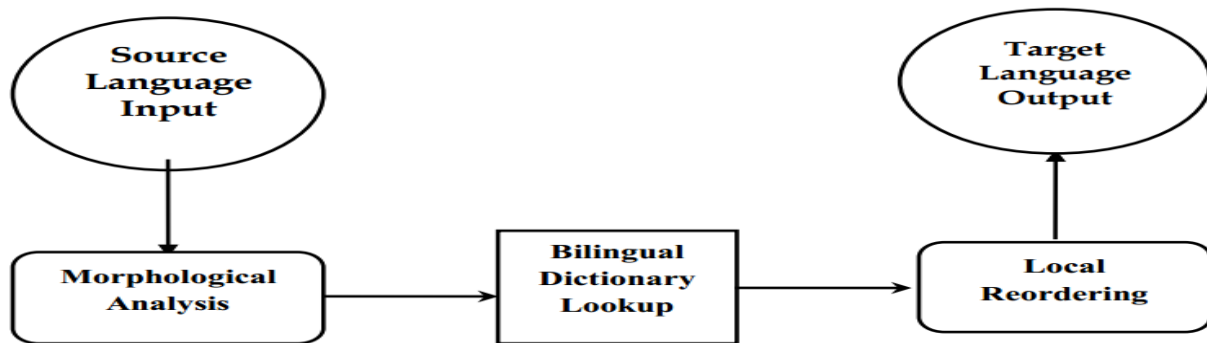 Source
Language
Input
Target
Language
Output
Morphological
Analysis
Bilingual
Dictionary
Lookup
Local
Reordering